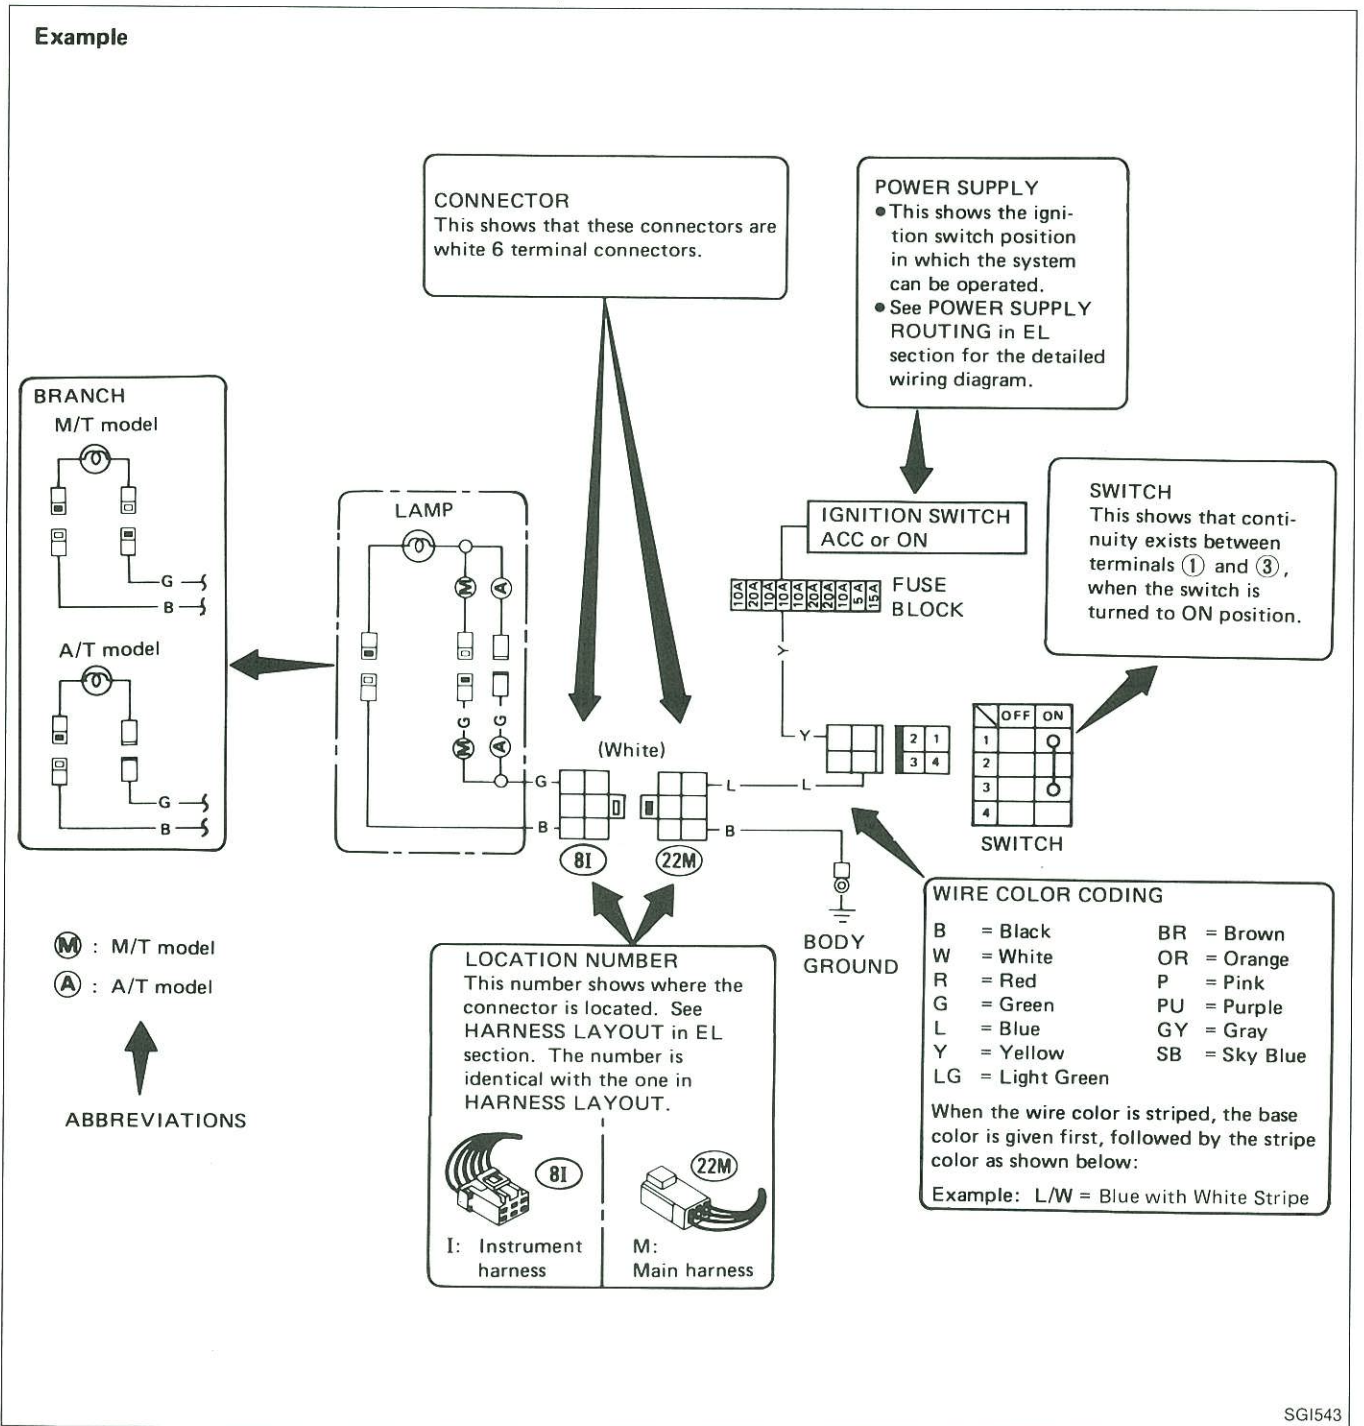 Example
CONNECTOR
This shows that these connectors are
white 6 terminal connectors.
POWER SUPPLY
● This shows the igni-
tion switch position
in which the system
can be operated.
● See POWER SUPPLY
ROUTING in EL
section for the detailed
wiring diagram.
BRANCH
M/T model
G
B
A/T model
G
B
LAMP
M
A
G
G
M
A
G
B
(White)
8I
22M
L
L
B
IGNITION SWITCH
ACC or ON
10A 20A 10A 10A 10A 20A 20A 10A 5A 15A
FUSE
BLOCK
Y
Y
2 1
3 4
SWITCH
This shows that conti-
nuity exists between
terminals ① and ③,
when the switch is
turned to ON position.
OFF ON
1
2
3
4
SWITCH
BODY
GROUND
M : M/T model
A : A/T model
ABBREVIATIONS
LOCATION NUMBER
This number shows where the
connector is located. See
HARNESS LAYOUT in EL
section. The number is
identical with the one in
HARNESS LAYOUT.
8I
22M
I: Instrument
harness
M:
Main harness
WIRE COLOR CODING
B = Black
W = White
R = Red
G = Green
L = Blue
Y = Yellow
LG = Light Green
BR = Brown
OR = Orange
P = Pink
PU = Purple
GY = Gray
SB = Sky Blue
When the wire color is striped, the base
color is given first, followed by the stripe
color as shown below:
Example: L/W = Blue with White Stripe
SGI543